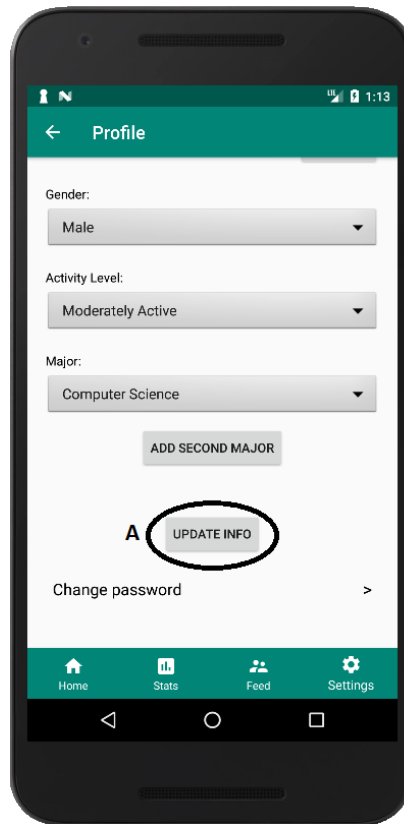 LTE 1:13
← Profile
Gender:
Male
Activity Level:
Moderately Active
Major:
Computer Science
ADD SECOND MAJOR
A UPDATE INFO
Change password >
Home Stats Feed Settings